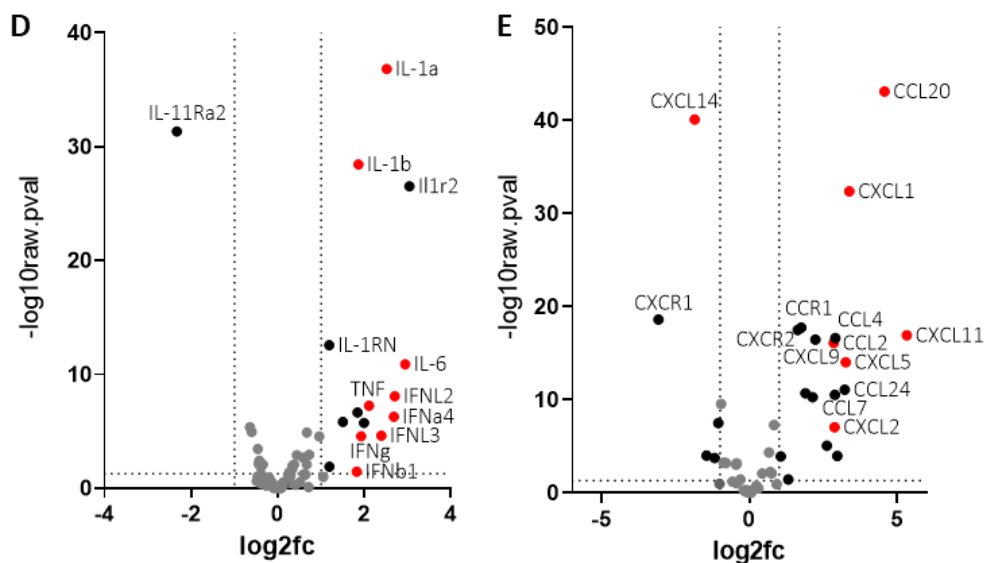 D
40
30
20
10
0
-log10raw.pval
IL-1a
IL-11Ra2
IL-1b
Il1r2
IL-1RN
IL-6
TNF
IFNL2
IFNa4
IFNL3
IFNg
IFNb1
-4
-2
0
2
4
log2fc
E
50
40
30
20
10
0
-log10raw.pval
CCL20
CXCL14
CXCL1
CXCR1
CCR1
CCL4
CXCL11
CXCR2
CCL2
CXCL9
CXCL5
CCL24
CCL7
CXCL2
-5
0
5
log2fc